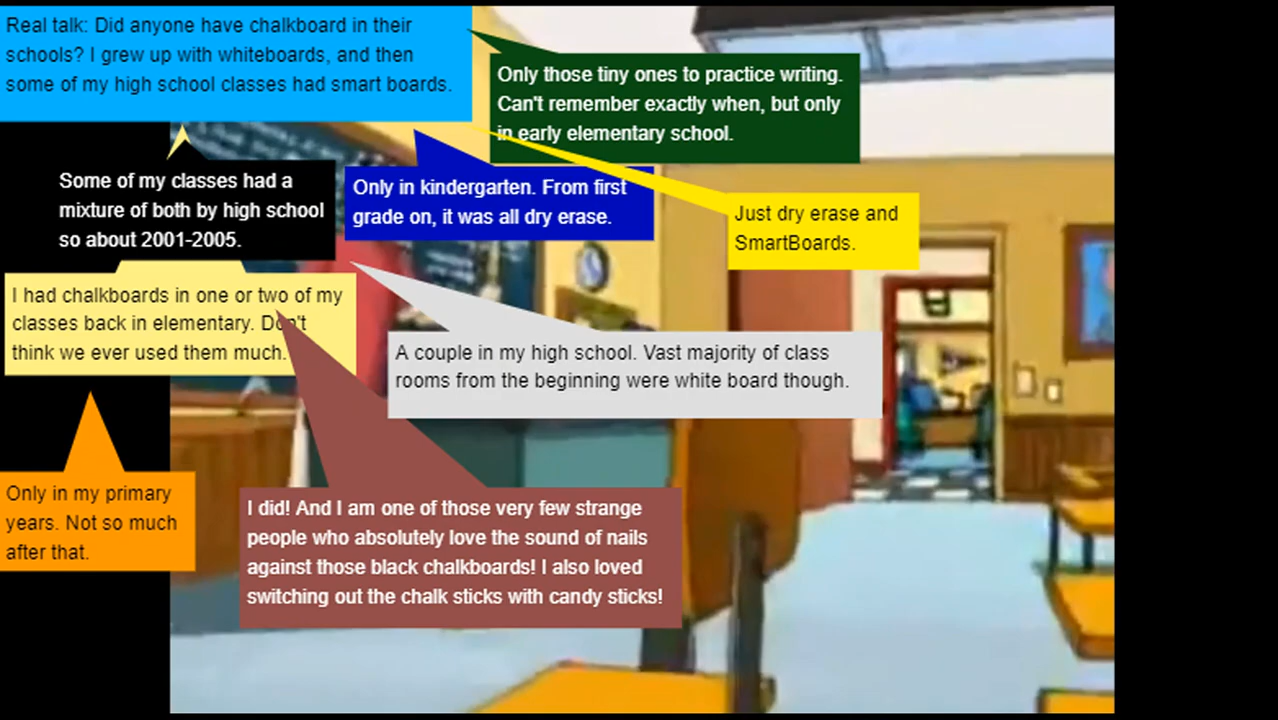 Real talk: Did anyone have chalkboard in their
schools? I grew up with whiteboards, and then
some of my high school classes had smart boards.
Only those tiny ones to practice writing.
Can't remember exactly when, but only
in early elementary school.
Some of my classes had a
mixture of both by high school
so about 2001-2005.
Only in kindergarten. From first
grade on, it was all dry erase.
Just dry erase and
SmartBoards.
I had chalkboards in one or two of my
classes back in elementary. Don't
think we ever used them much.
A couple in my high school. Vast majority of class
rooms from the beginning were white board though.
Only in my primary
years. Not so much
after that.
I did! And I am one of those very few strange
people who absolutely love the sound of nails
against those black chalkboards! I also loved
switching out the chalk sticks with candy sticks!